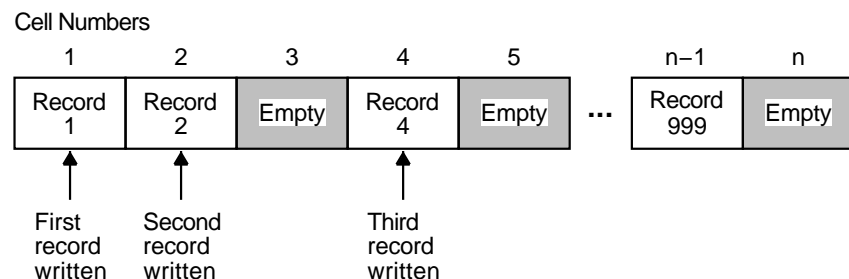 Cell Numbers
1 2 3 4 5 n−1 n
Record 1
Record 2
Empty
Record 4
Empty
...
Record 999
Empty
First record written
Second record written
Third record written